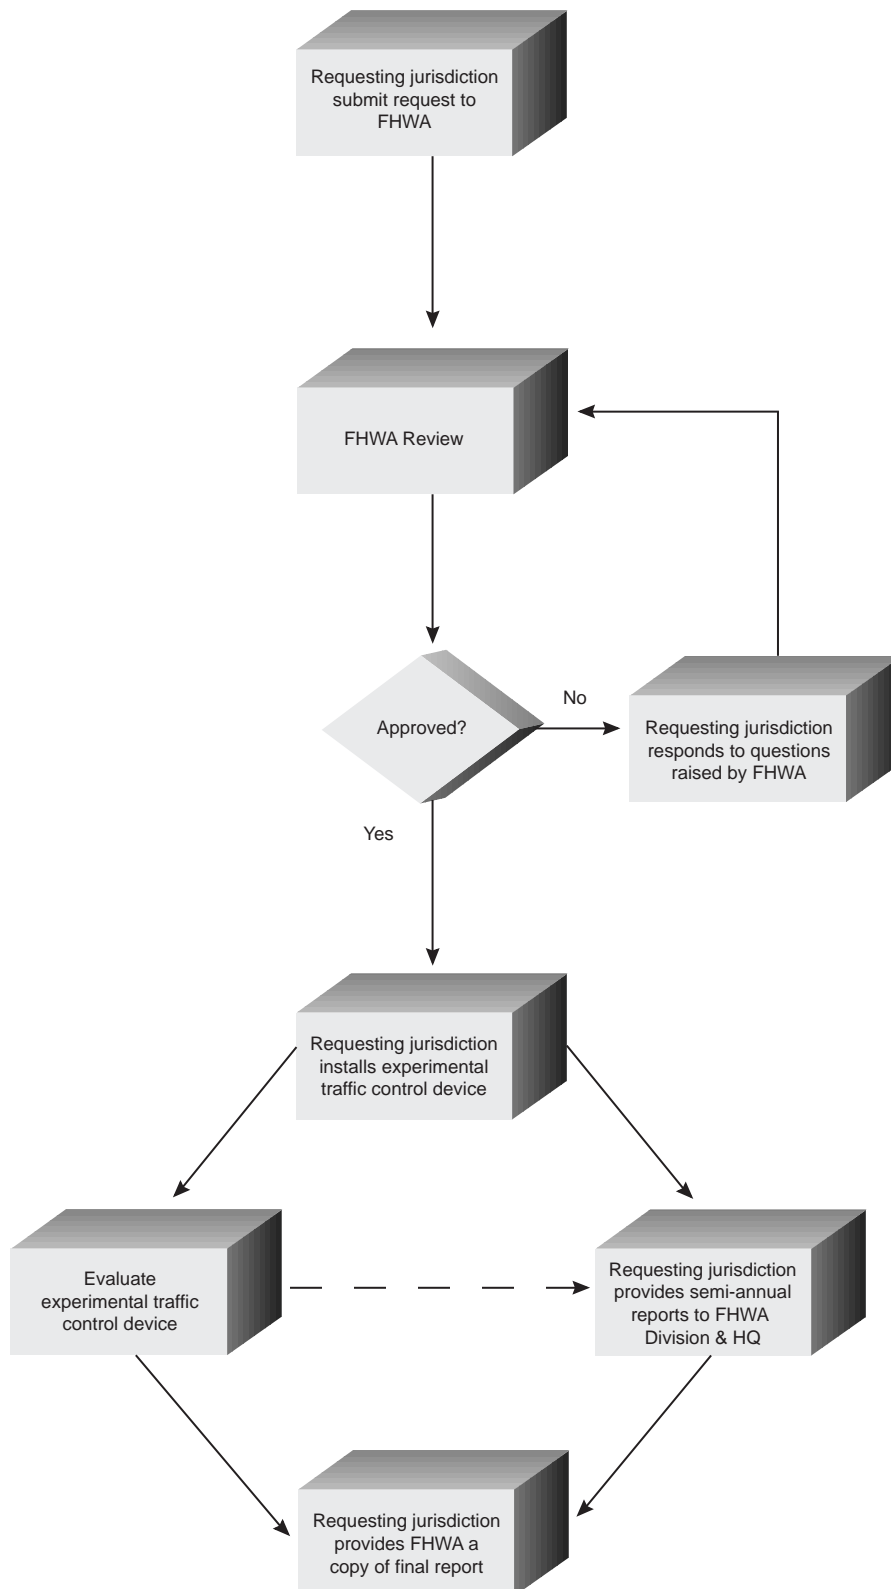 Requesting jurisdiction
submit request to
FHWA
FHWA Review
Approved?
No
Requesting jurisdiction
responds to questions
raised by FHWA
Yes
Requesting jurisdiction
installs experimental
traffic control device
Evaluate
experimental traffic
control device
Requesting jurisdiction
provides semi-annual
reports to FHWA
Division & HQ
Requesting jurisdiction
provides FHWA a
copy of final report